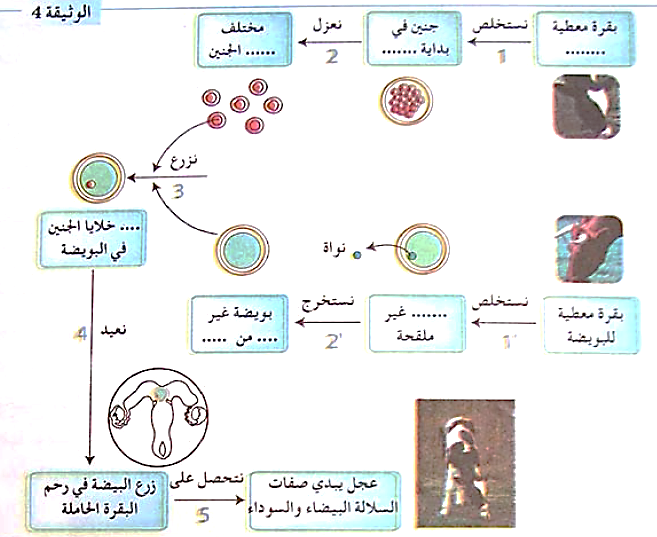 الوثيقة 4
بقرة معطية
........
نستخلص
1
جنين في
بداية .......
نعزل
2
مختلف
...... الجنين
نزرع
3
.... خلايا الجنين
في البويضة
نواة
بقرة معطية
للبويضة
نستخلص
1'
....... غير
ملقحة
نستخرج
2'
بويضة غير
.... من .....
نعيد
4
زرع البيضة في رحم
البقرة الحاملة
نتحصل على
5
عجل يبدي صفات
السلالة البيضاء والسوداء